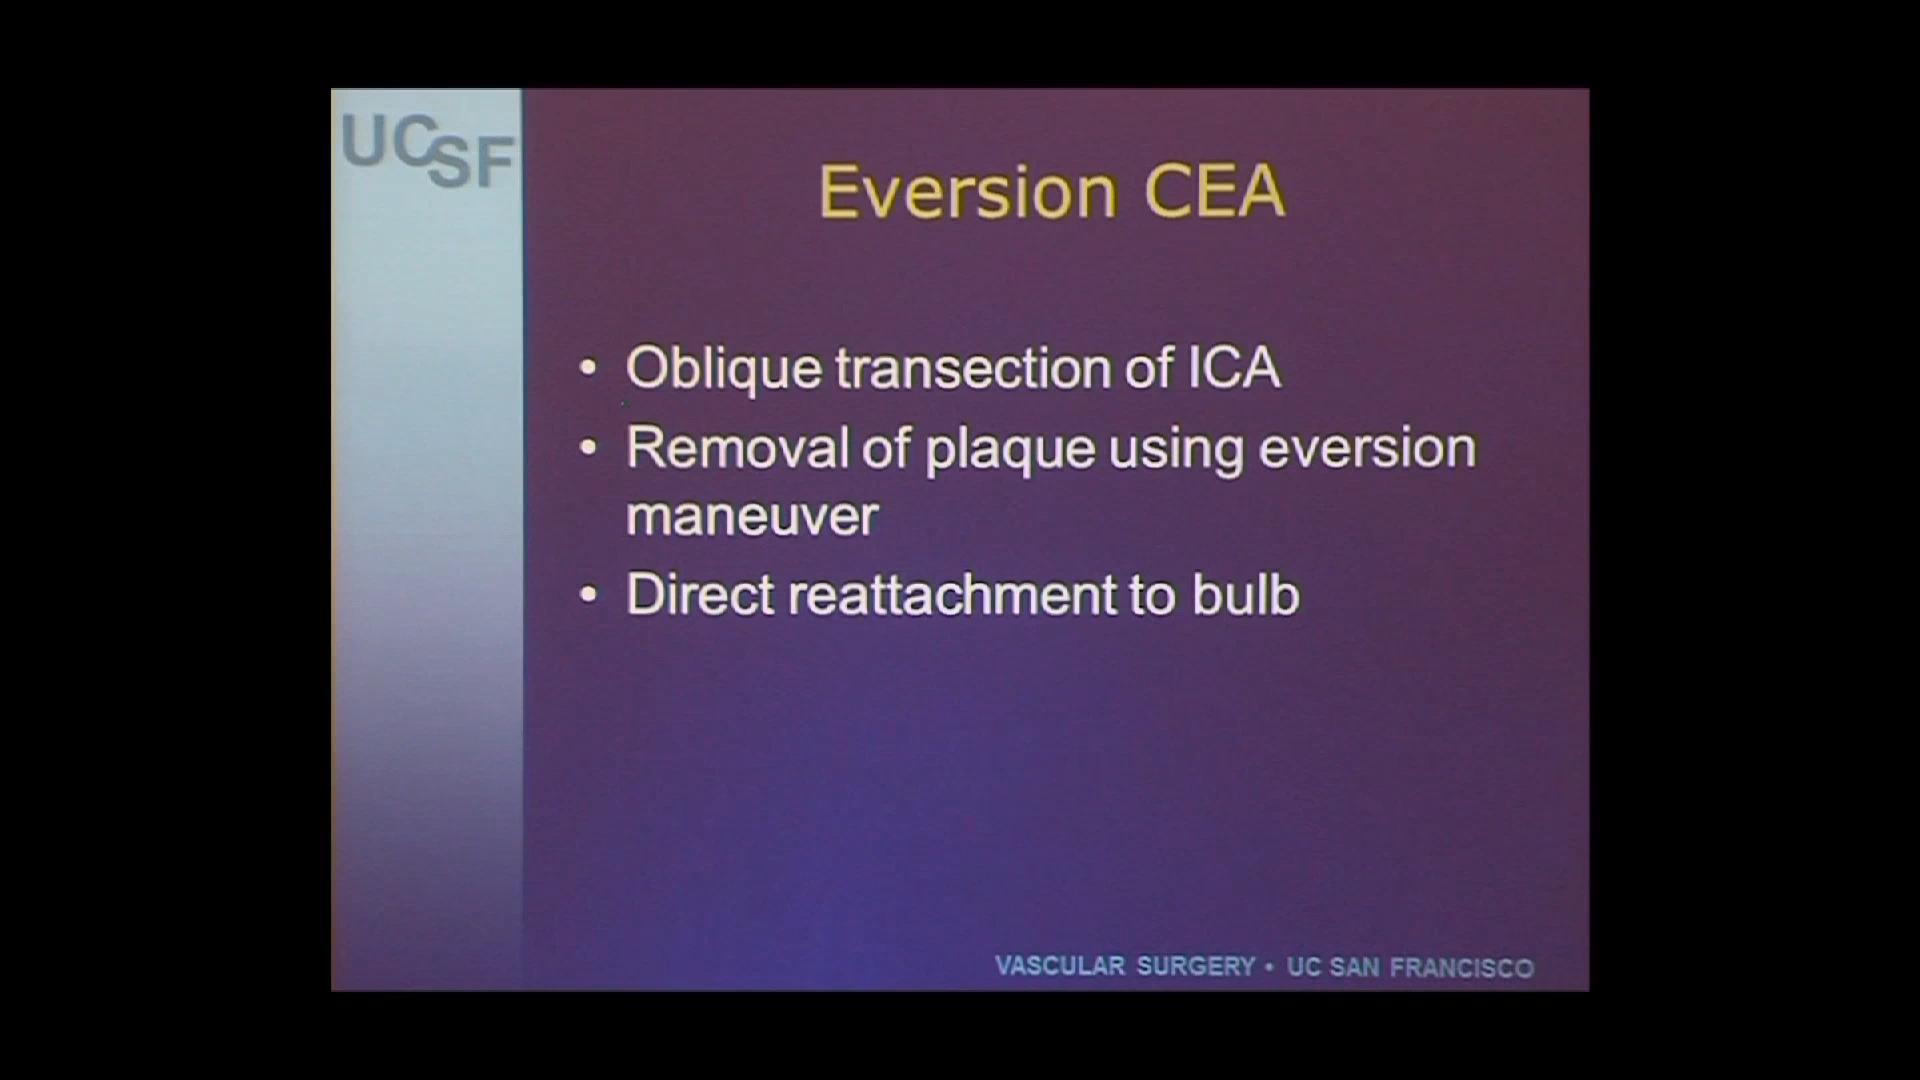 UCSF
Eversion CEA
• Oblique transection of ICA
• Removal of plaque using eversion
maneuver
• Direct reattachment to bulb
VASCULAR SURGERY • UC SAN FRANCISCO